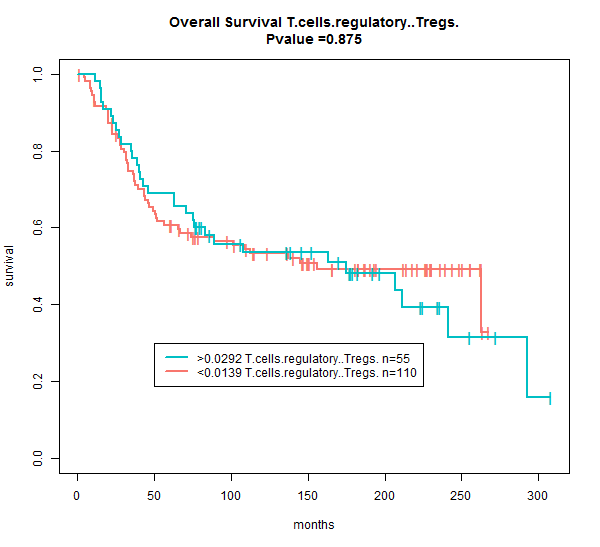 Overall Survival T.cells.regulatory..Tregs.
Pvalue =0.875
survival
1.0
0.8
0.6
0.4
0.2
0.0
>0.0292 T.cells.regulatory..Tregs. n=55
<0.0139 T.cells.regulatory..Tregs. n=110
0 50 100 150 200 250 300
months